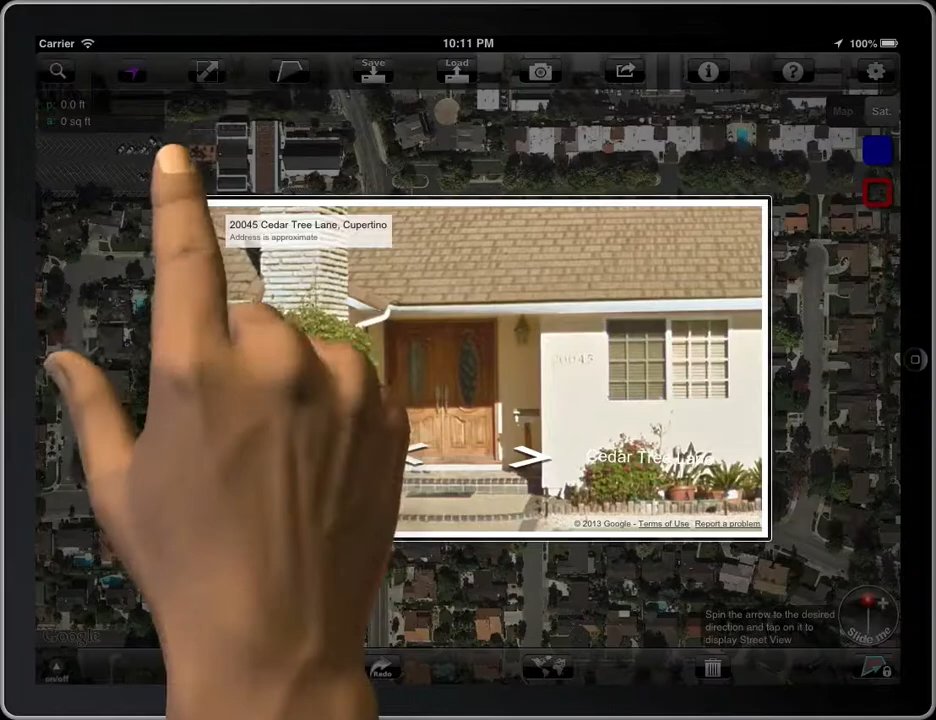 Carrier
10:11 PM
100%
Save
Load
p: 0.0 ft
a: 0 sq ft
Map
Sat.
20045 Cedar Tree Lane, Cupertino
Address is approximate
20045
Cedar Tree Lane
© 2013 Google - Terms of Use Report a problem
Spin the arrow to the desired
direction and tap on it to
display Street View
Slide me
Google
on/off
Redo